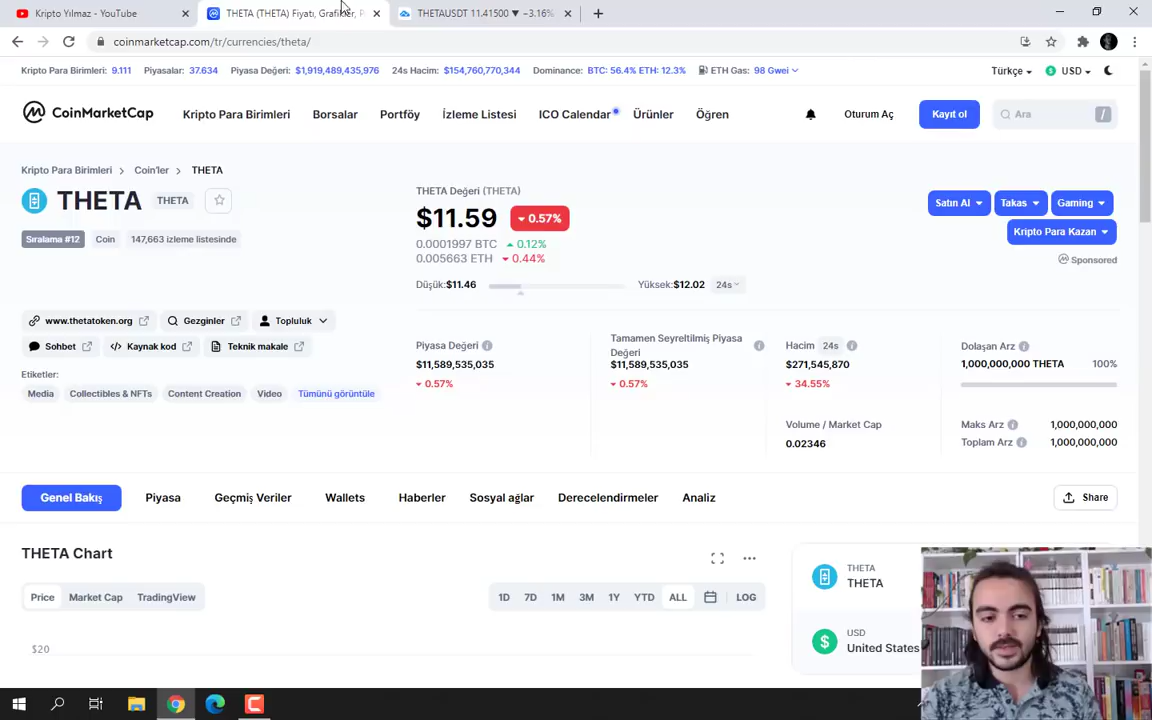 Kripto Yılmaz - YouTube
THETA (THETA) Fiyatı, Grafikler, P
THETAUSDT 11.41500 ▼ −3.16%
coinmarketcap.com/tr/currencies/theta/
Kripto Para Birimleri: 9.111 Piyasalar: 37.634 Piyasa Değeri: $1,919,489,435,976 24s Hacim: $154,760,770,344 Dominance: BTC: 56.4% ETH: 12.3% ETH Gas: 98 Gwei
Türkçe USD
CoinMarketCap
Kripto Para Birimleri Borsalar Portföy İzleme Listesi ICO Calendar Ürünler Öğren
Oturum Aç Kayıt ol Ara /
Kripto Para Birimleri Coin'ler THETA
THETA THETA
Sıralama #12 Coin 147,663 izleme listesinde
THETA Değeri (THETA)
$11.59 0.57%
0.0001997 BTC 0.12%
0.005663 ETH 0.44%
Düşük:$11.46 Yüksek:$12.02 24s
Satın Al Takas Gaming
Kripto Para Kazan
Sponsored
www.thetatoken.org Gezginler Topluluk
Sohbet Kaynak kod Teknik makale
Etiketler:
Media Collectibles & NFTs Content Creation Video Tümünü görüntüle
Piyasa Değeri
$11,589,535,035
0.57%
Tamamen Seyreltilmiş Piyasa
Değeri
$11,589,535,035
0.57%
Hacim 24s
$271,545,870
34.55%
Volume / Market Cap
0.02346
Dolaşan Arz
1,000,000,000 THETA 100%
Maks Arz 1,000,000,000
Toplam Arz 1,000,000,000
Genel Bakış Piyasa Geçmiş Veriler Wallets Haberler Sosyal ağlar Derecelendirmeler Analiz
Share
THETA Chart
Price Market Cap TradingView
1D 7D 1M 3M 1Y YTD ALL LOG
$20
THETA
THETA
USD
United States